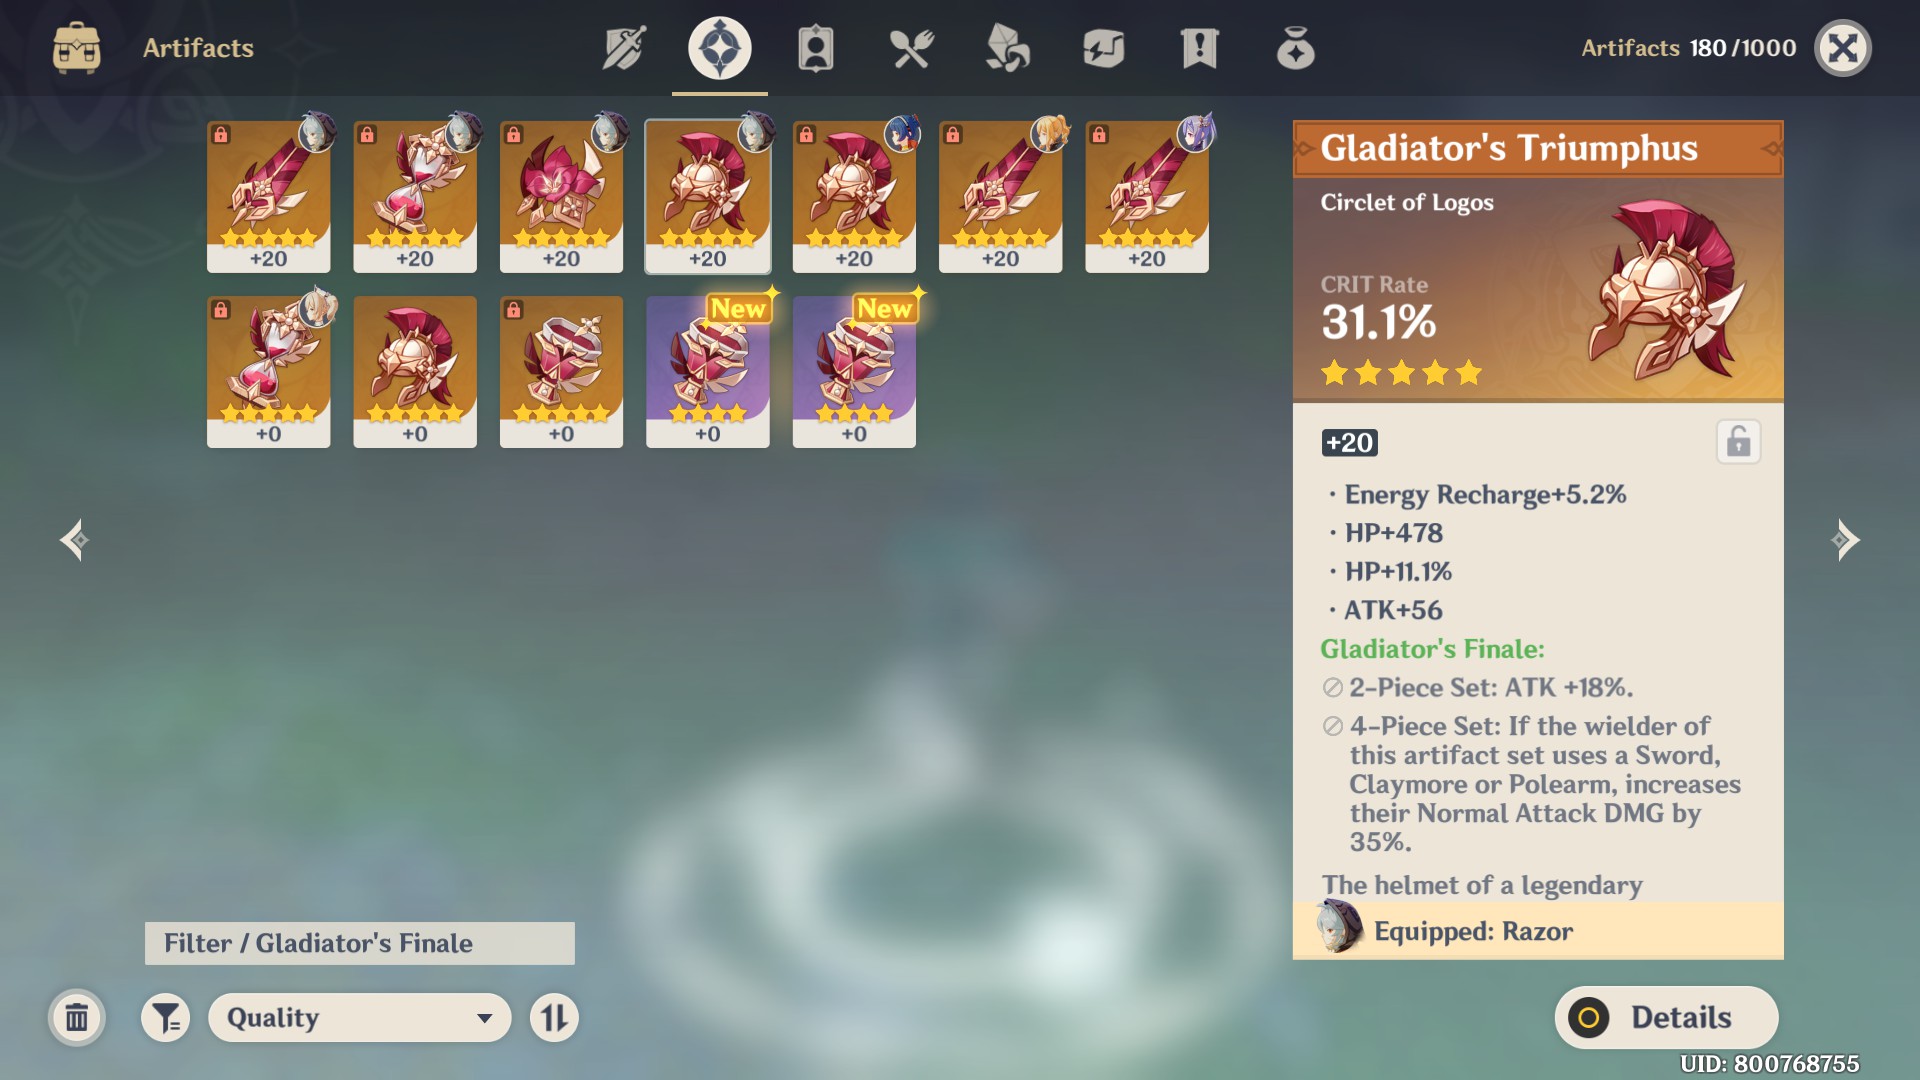 Artifacts
Artifacts 180/1000
+20
+20
+20
+20
+20
+20
+20
+0
+0
+0
New
+0
New
+0
Gladiator's Triumphus
Circlet of Logos
CRIT Rate
31.1%
+20
· Energy Recharge+5.2%
· HP+478
· HP+11.1%
· ATK+56
Gladiator's Finale:
2-Piece Set: ATK +18%.
4-Piece Set: If the wielder of
this artifact set uses a Sword,
Claymore or Polearm, increases
their Normal Attack DMG by
35%.
The helmet of a legendary
Equipped: Razor
Filter / Gladiator's Finale
Quality
Details
UID: 800768755